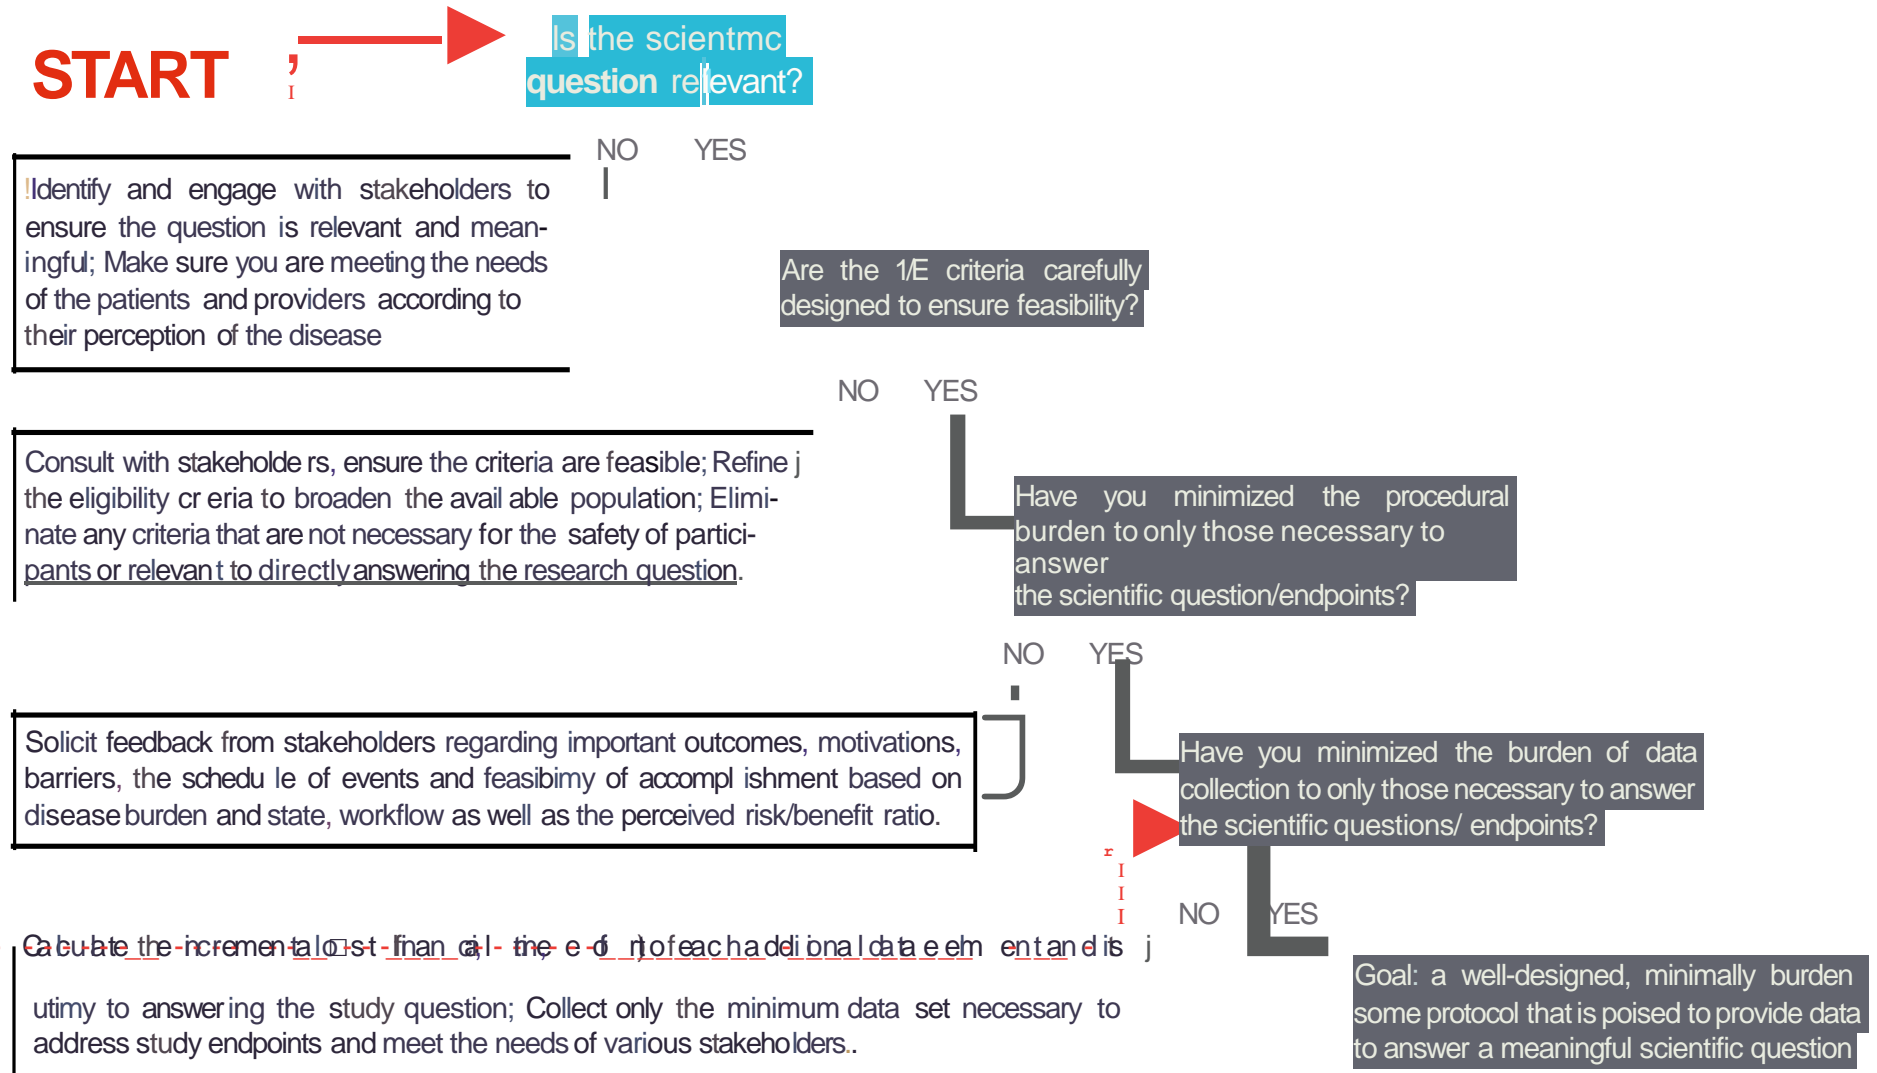 START
Is the scientmc
question relevant?
NO YES
!Identify and engage with stakeholders to
ensure the question is relevant and mean-
ingful; Make sure you are meeting the needs
of the patients and providers according to
their perception of the disease
Are the 1/E criteria carefully
designed to ensure feasibility?
NO YES
Consult with stakeholde rs, ensure the criteria are feasible; Refine j
the eligibility cr eria to broaden the avail able population; Elimi-
nate any criteria that are not necessary for the safety of partici-
pants or relevan t to directly answering the research question.
Have you minimized the procedural
burden to only those necessary to
answer
the scientific question/endpoints?
NO YES
Solicit feedback from stakeholders regarding important outcomes, motivations,
barriers, the schedu le of events and feasibimy of accompl ishment based on
disease burden and state, workflow as well as the perceived risk/benefit ratio.
Have you minimized the burden of data
collection to only those necessary to answer
the scientific questions/ endpoints?
NO YES
the of each and j
utimy to answering the study question; Collect only the minimum data set necessary to
address study endpoints and meet the needs of various stakeholders..
Goal: a well-designed, minimally burden
some protocol that is poised to provide data
to answer a meaningful scientific question